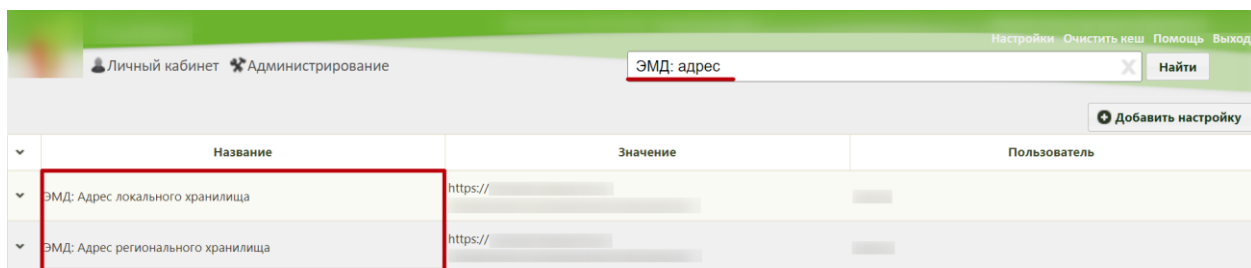 Настройки Очистить кеш Помощь Выход
Личный кабинет Администрирование
ЭМД: адрес
Найти
Добавить настройку
Название Значение Пользователь
ЭМД: Адрес локального хранилища https://
ЭМД: Адрес регионального хранилища https://